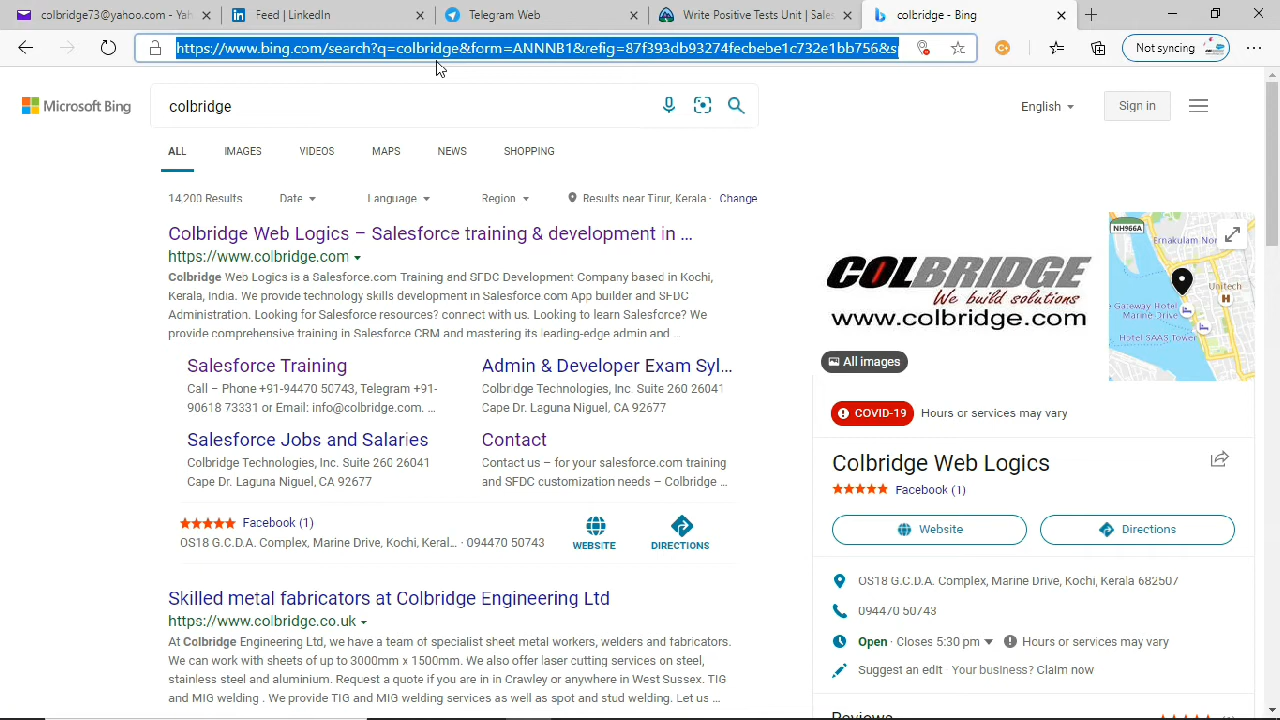 colbridge73@yahoo.com - Yah
Feed | LinkedIn
Telegram Web
Write Positive Tests Unit | Sales
colbridge - Bing
https://www.bing.com/search?q=colbridge&form=ANNNB1&refig=87f393db93274fecbebe1c732e1bb756&s
Not syncing
Microsoft Bing
colbridge
English
Sign in
ALL IMAGES VIDEOS MAPS NEWS SHOPPING
14,200 Results Date Language Region Results near Tirur, Kerala · Change
Colbridge Web Logics – Salesforce training & development in ...
https://www.colbridge.com
Colbridge Web Logics is a Salesforce.com Training and SFDC Development Company based in Kochi,
Kerala, India. We provide technology skills development in Salesforce com App builder and SFDC
Administration. Looking for Salesforce resources? connect with us. Looking to learn Salesforce? We
provide comprehensive training in Salesforce CRM and mastering its leading-edge admin and ...
Salesforce Training
Call – Phone +91-94470 50743, Telegram +91-
90618 73331 or Email: info@colbridge.com. ...
Admin & Developer Exam Syl...
Colbridge Technologies, Inc. Suite 260 26041
Cape Dr. Laguna Niguel, CA 92677
Salesforce Jobs and Salaries
Colbridge Technologies, Inc. Suite 260 26041
Cape Dr. Laguna Niguel, CA 92677
Contact
Contact us – for your salesforce.com training
and SFDC customization needs – Colbridge ...
Facebook (1)
OS18 G.C.D.A. Complex, Marine Drive, Kochi, Keral... · 094470 50743
WEBSITE
DIRECTIONS
Skilled metal fabricators at Colbridge Engineering Ltd
https://www.colbridge.co.uk
At Colbridge Engineering Ltd, we have a team of specialist sheet metal workers, welders and fabricators.
We can work with sheets of up to 3000mm x 1500mm. We also offer laser cutting services on steel,
stainless steel and aluminium. Request a quote if you are in in Crawley or anywhere in West Sussex. TIG
and MIG welding . We provide TIG and MIG welding services as well as spot and stud welding. Let us ...
COLBRIDGE
We build solutions
www.colbridge.com
All images
NH966A
Ernakulam Nor
Unitech
H
Gateway Hotel
Marine Drive
Hotel SAAS Tower
COVID-19 Hours or services may vary
Colbridge Web Logics
Facebook (1)
Website
Directions
OS18 G.C.D.A. Complex, Marine Drive, Kochi, Kerala 682507
094470 50743
Open · Closes 5:30 pm Hours or services may vary
Suggest an edit · Your business? Claim now
Reviews